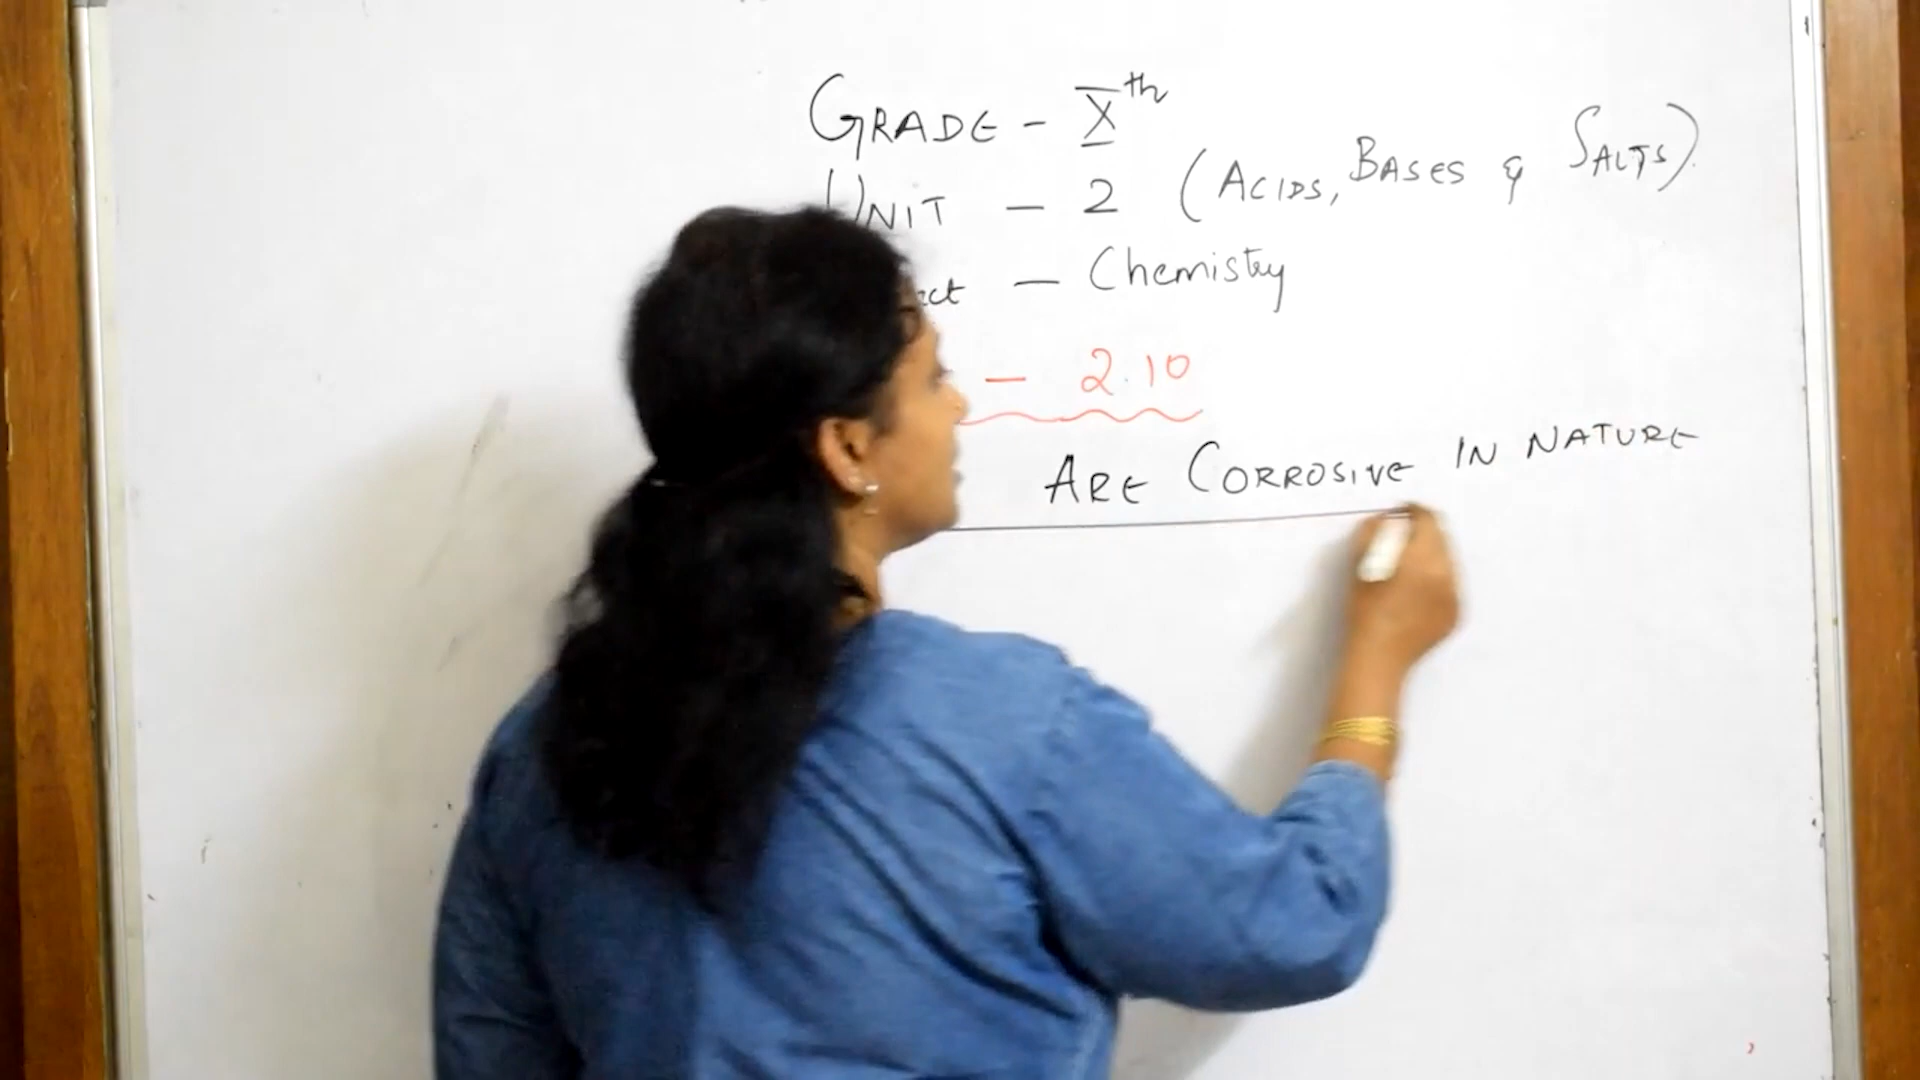 GRADE - Xth
UNIT - 2 (ACIDS, BASES & SALTS).
— Chemistry
- 2.10
ARE CORROSIVE IN NATURE